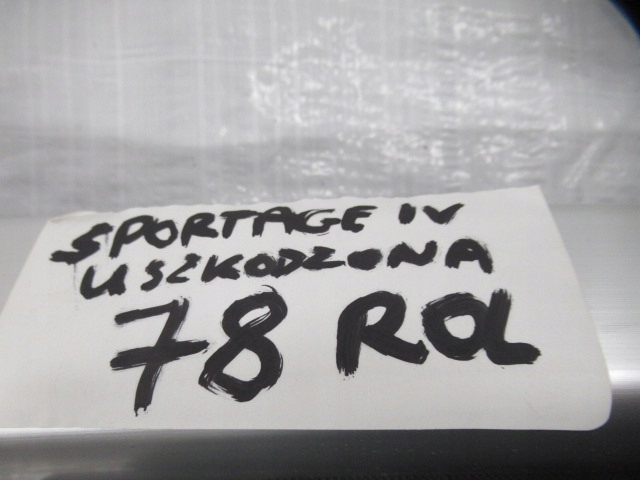 SPORTAGE IV
USZKODZONA
78 ROL